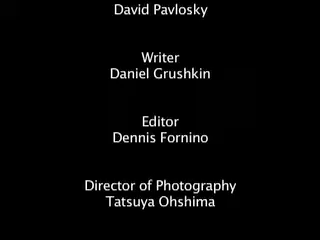 David Pavlosky
Writer
Daniel Grushkin
Editor
Dennis Fornino
Director of Photography
Tatsuya Ohshima